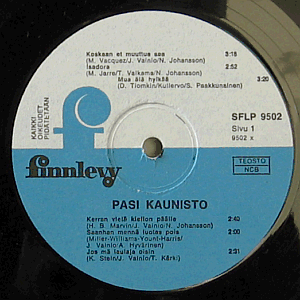 Koskaan et muuttua saa 3:18
(M. Vacquez/J. Vainio/N. Johansson)
Isadora 2:52
(M. Jarre/T. Valkama/N. Johansson)
Mua älä hylkää 3:20
(D. Tiomkin/Kullervo/S. Paakkunainen)
KAIKKI
OIKEUDET
PIDÄTETÄÄN
SFLP 9502
Sivu 1
9502 x
finnlevy
TEOSTO
NCB
PASI KAUNISTO
Kerran vielä kiellon päälle 2:40
(H. B. Marvin/J. Vainio/N. Johansson)
Saanhan mennä luolas pois 2:00
(Miller-Williams-Yount-Harris/
J. Vainio/A. Hyvärinen)
Jos mä laulaja oisin 2:31
(K. Stein/J. Vainio/T. Kärki)